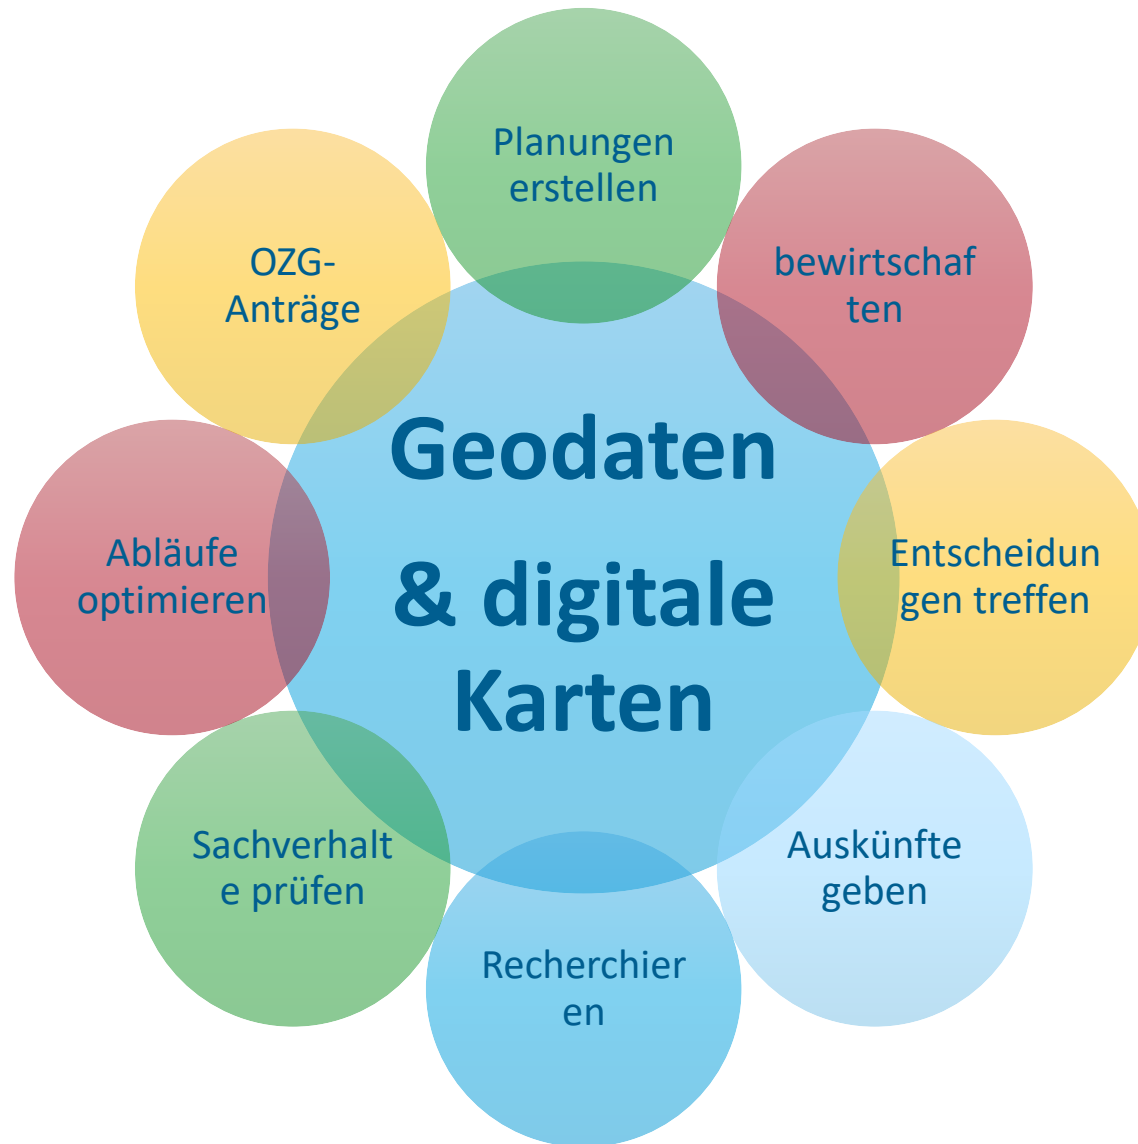 Planungen
erstellen
bewirtschaf
ten
Entscheidun
gen treffen
Auskünfte
geben
Recherchier
en
Sachverhalt
e prüfen
Abläufe
optimieren
OZG-
Anträge
Geodaten
& digitale
Karten